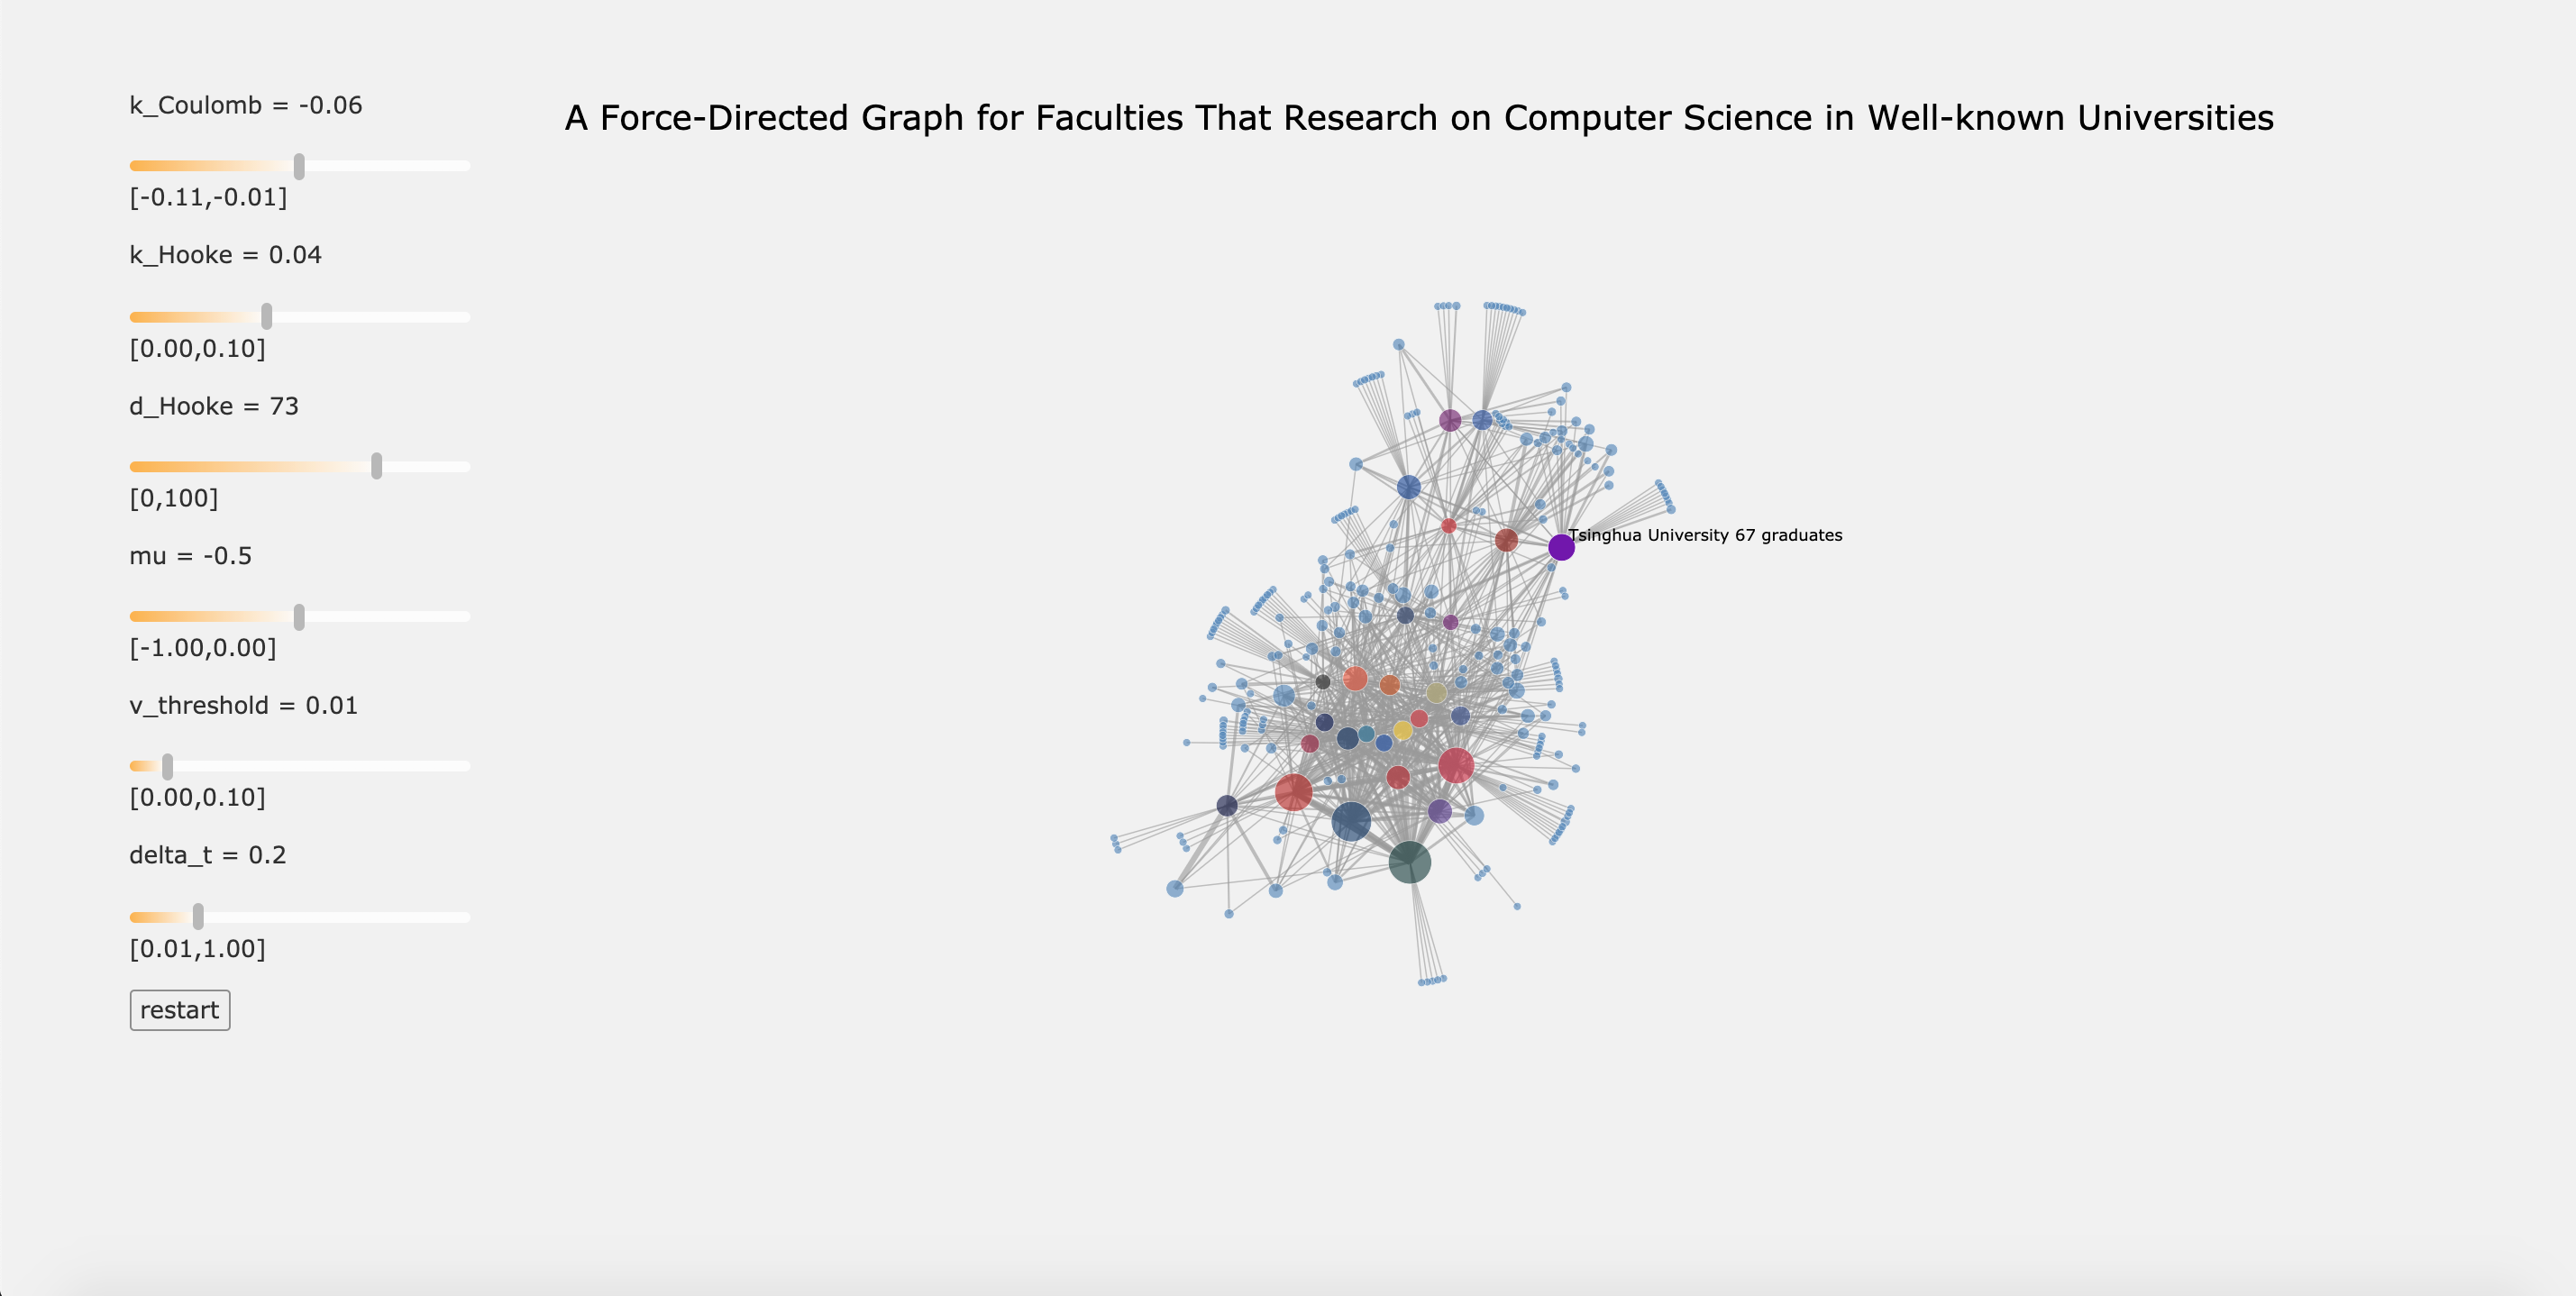 k_Coulomb = -0.06
[-0.11,-0.01]
k_Hooke = 0.04
[0.00,0.10]
d_Hooke = 73
[0,100]
mu = -0.5
[-1.00,0.00]
v_threshold = 0.01
[0.00,0.10]
delta_t = 0.2
[0.01,1.00]
restart
A Force-Directed Graph for Faculties That Research on Computer Science in Well-known Universities
Tsinghua University 67 graduates